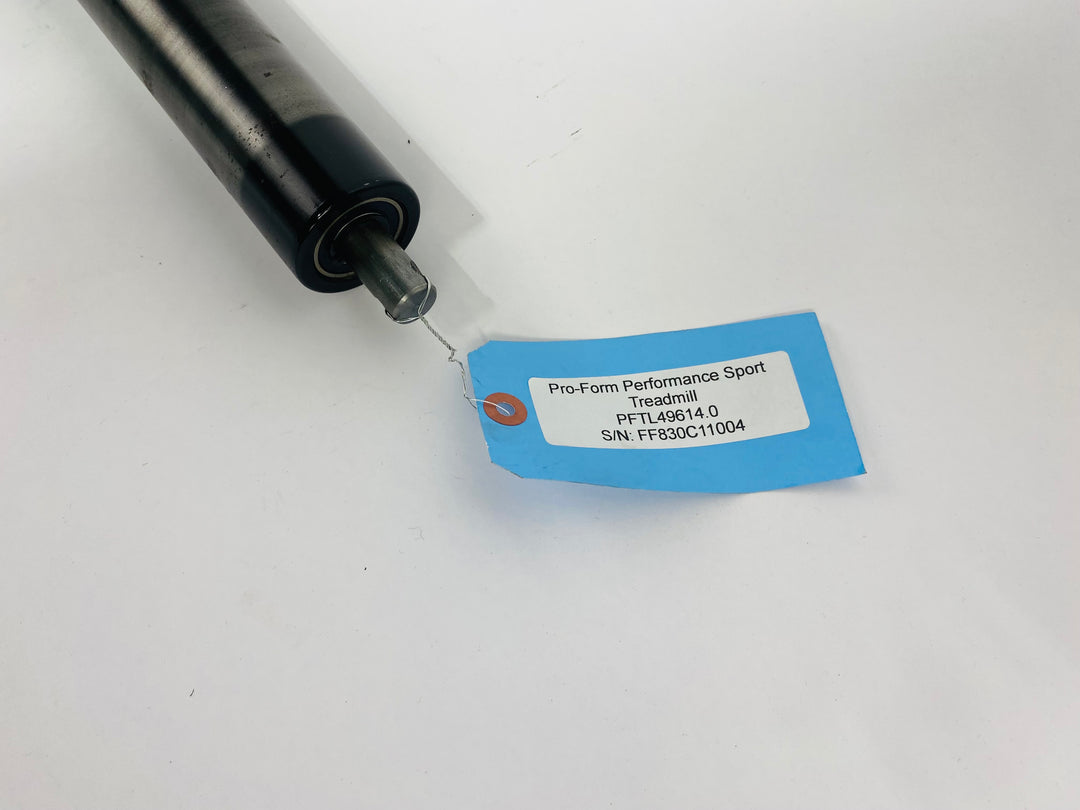 Pro-Form Performance Sport
Treadmill
PFTL49614.0
S/N: FF830C11004